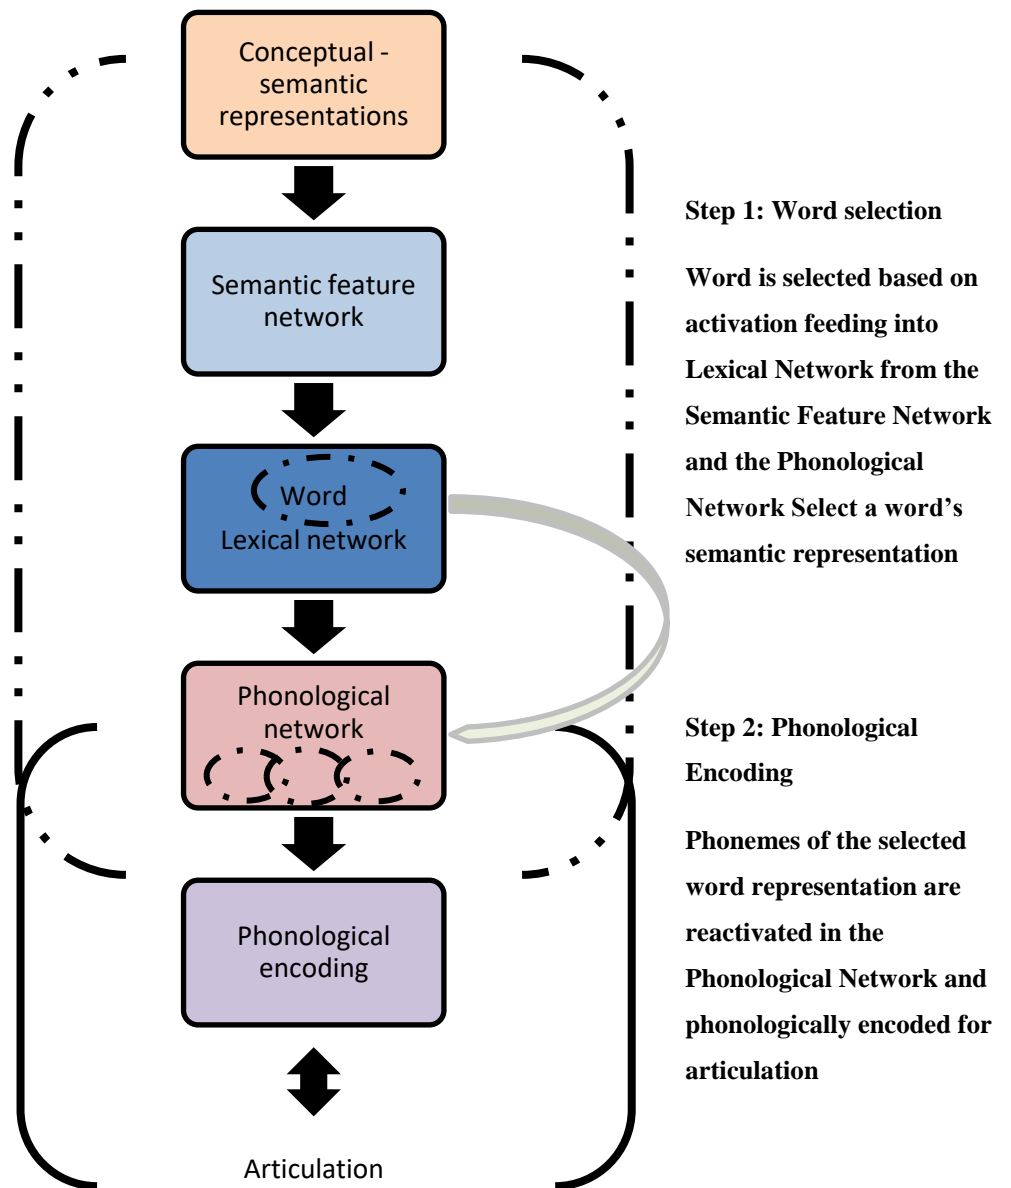 Conceptual -
semantic
representations
Semantic feature
network
Word
Lexical network
Phonological
network
Phonological
encoding
Articulation
Step 1: Word selection
Word is selected based on
activation feeding into
Lexical Network from the
Semantic Feature Network
and the Phonological
Network Select a word’s
semantic representation
Step 2: Phonological
Encoding
Phonemes of the selected
word representation are
reactivated in the
Phonological Network and
phonologically encoded for
articulation